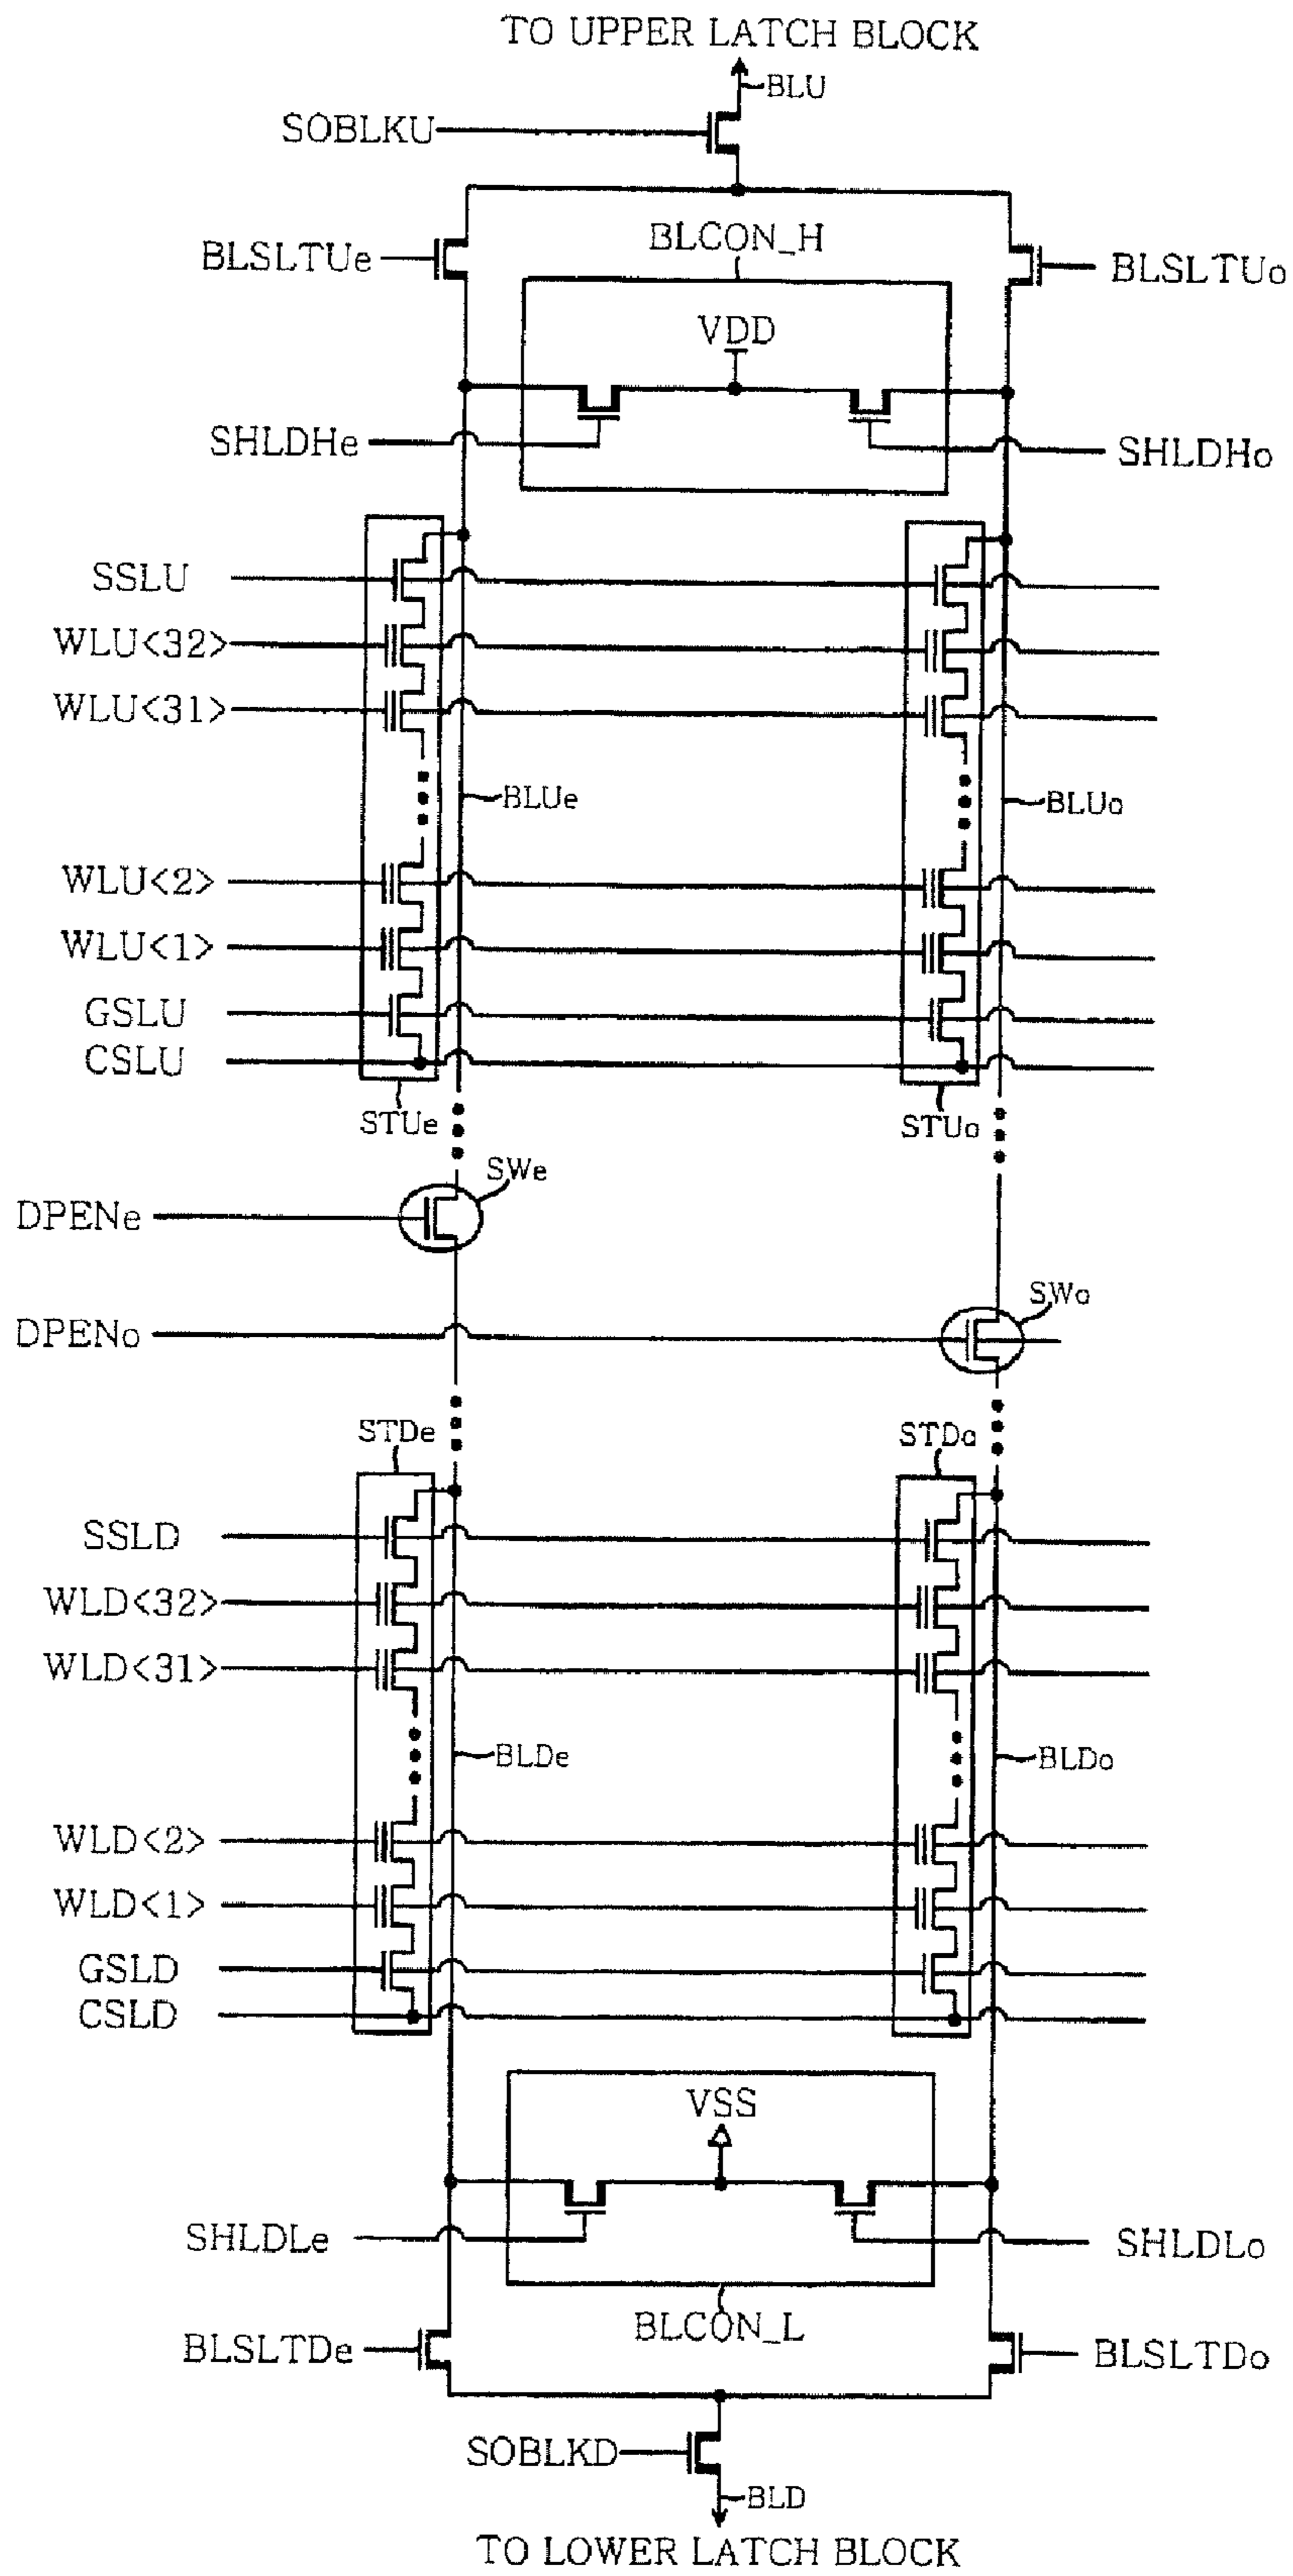 TO UPPER LATCH BLOCK
BLU
SOBLKU
BLCON_H
BLSLTUe
BLSLTUo
VDD
SHLDHe
SHLDHo
SSLU
WLU<32>
WLU<31>
BLUe
BLUo
WLU<2>
WLU<1>
GSLU
CSLU
STUe
STUo
SWe
DPENe
SWo
DPENo
STDe
STDo
SSLD
WLD<32>
WLD<31>
BLDe
BLDo
WLD<2>
WLD<1>
GSLD
CSLD
VSS
SHLDLe
SHLDLo
BLCON_L
BLSLTDe
BLSLTDo
SOBLKD
BLD
TO LOWER LATCH BLOCK